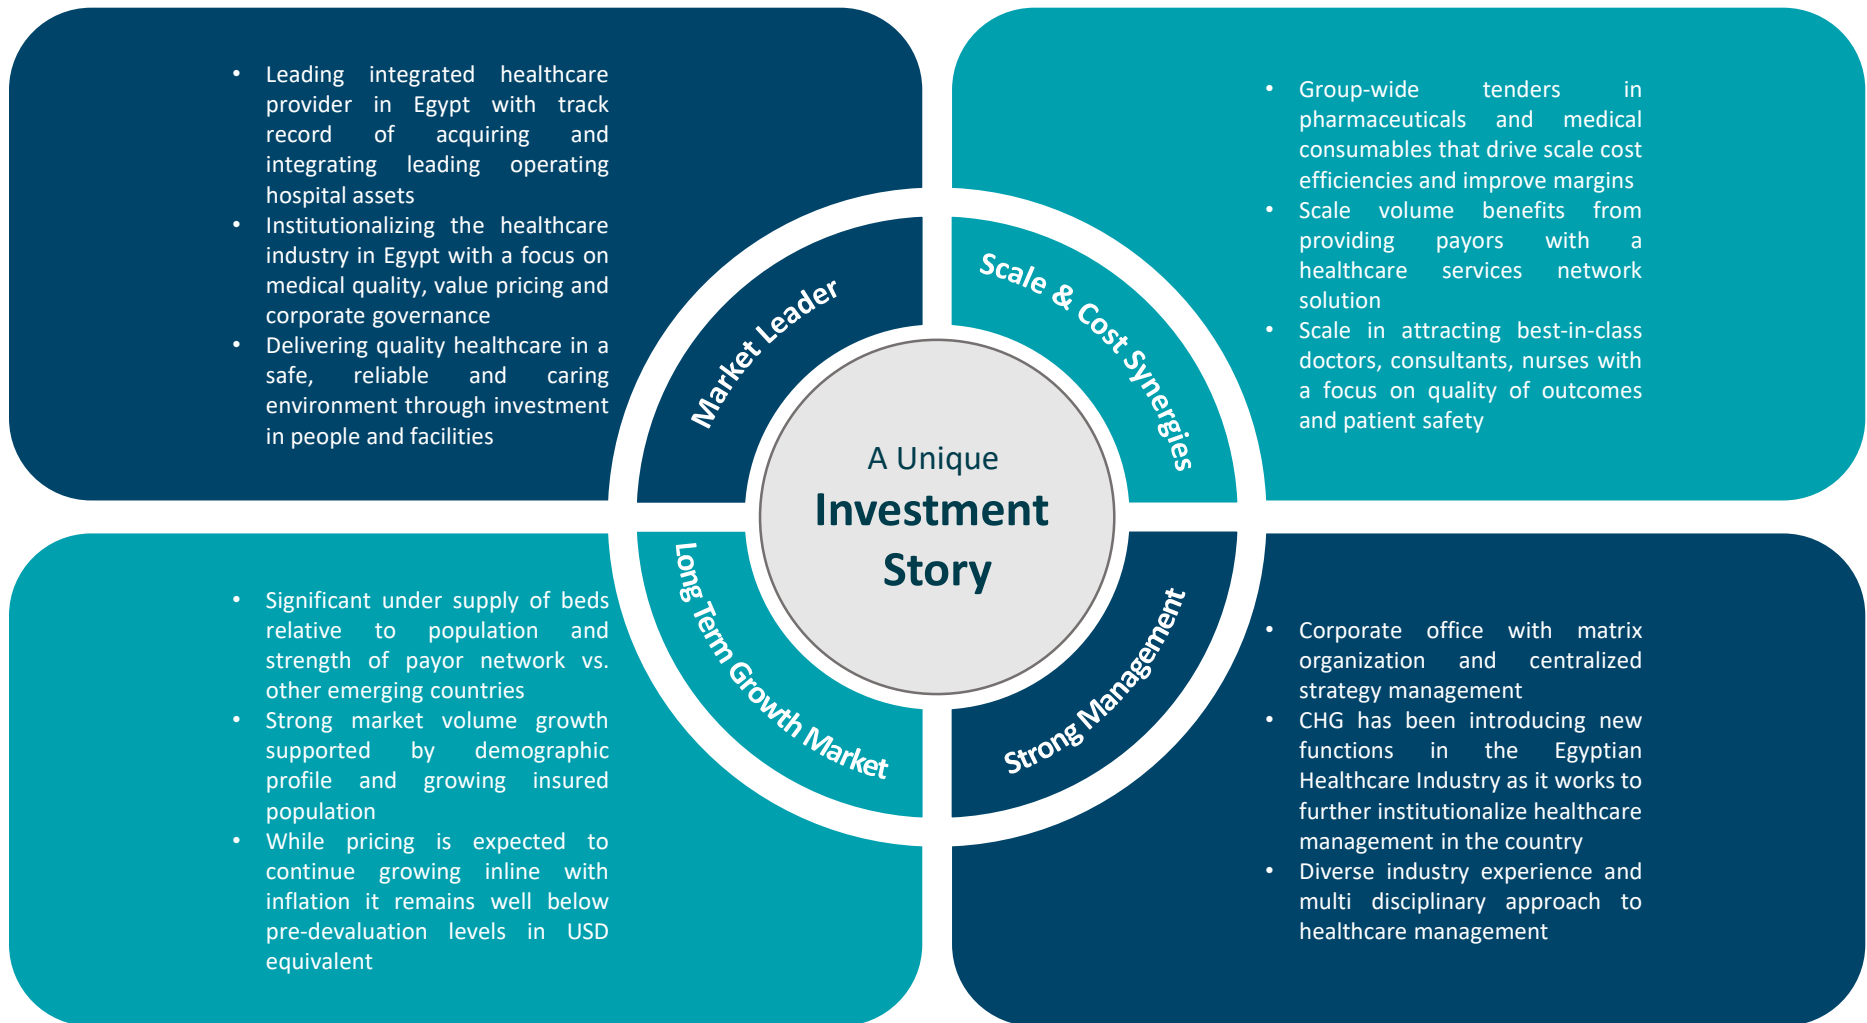 • Leading integrated healthcare
provider in Egypt with track
record of acquiring and
integrating leading operating
hospital assets
• Institutionalizing the healthcare
industry in Egypt with a focus on
medical quality, value pricing and
corporate governance
• Delivering quality healthcare in a
safe, reliable and caring
environment through investment
in people and facilities
• Group-wide tenders in
pharmaceuticals and medical
consumables that drive scale cost
efficiencies and improve margins
• Scale volume benefits from
providing payors with a
healthcare services network
solution
• Scale in attracting best-in-class
doctors, consultants, nurses with
a focus on quality of outcomes
and patient safety
Market Leader
Scale & Cost Synergies
A Unique
Investment
Story
Long Term Growth Market
Strong Management
• Significant under supply of beds
relative to population and
strength of payor network vs.
other emerging countries
• Strong market volume growth
supported by demographic
profile and growing insured
population
• While pricing is expected to
continue growing inline with
inflation it remains well below
pre-devaluation levels in USD
equivalent
• Corporate office with matrix
organization and centralized
strategy management
• CHG has been introducing new
functions in the Egyptian
Healthcare Industry as it works to
further institutionalize healthcare
management in the country
• Diverse industry experience and
multi disciplinary approach to
healthcare management